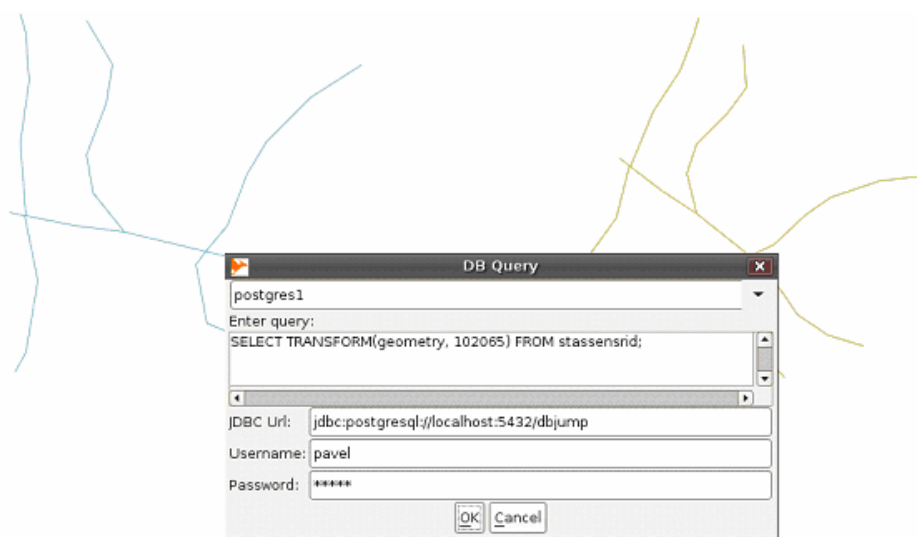 DB Query
postgres1
Enter query:
SELECT TRANSFORM(geometry, 102065) FROM stassensrid;
JDBC Url: jdbc:postgresql://localhost:5432/dbjump
Username: pavel
Password: *****
OK Cancel